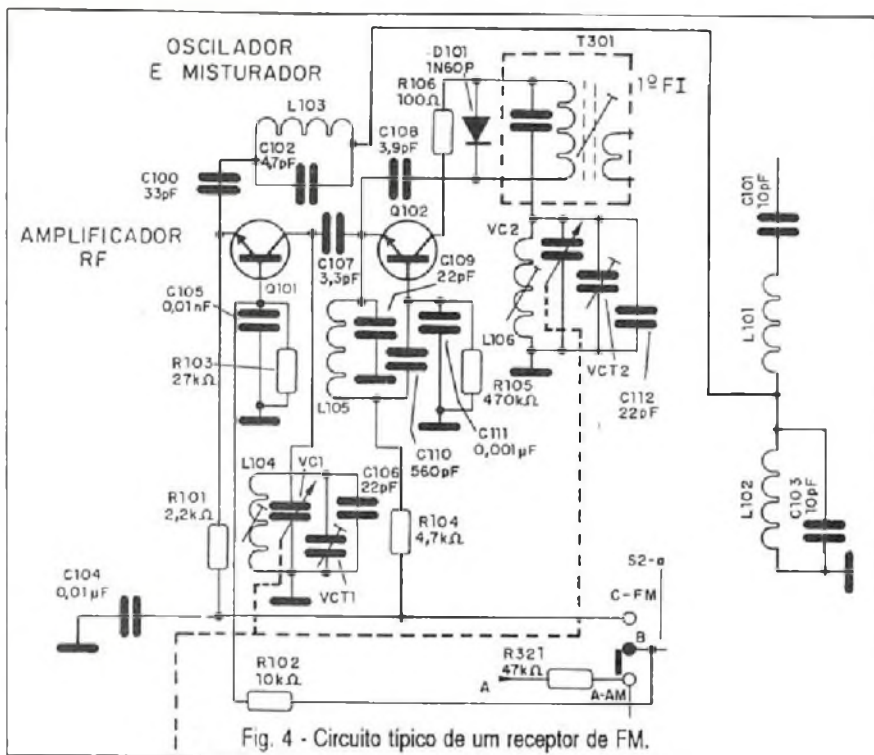 OSCILADOR
E MISTURADOR
D101
1N60P
T301
R106
100Ω
1º FI
L103
C102
4,7pF
C108
3,9pF
C100
33pF
C101
10pF
Q102
AMPLIFICADOR
RF
VC2
C109
22pF
C107
3,3pF
Q101
C105
0,01nF
L106
L101
R103
27kΩ
VCT2
R105
470kΩ
C112
22pF
L105
C111
0,001µF
C110
560pF
L104
VC1
C106
22pF
L102
C103
10pF
R101
2,2kΩ
R104
4,7kΩ
S2-a
C104
0,01µF
VCT1
C-FM
B
R321
47kΩ
R102
10kΩ
A
A-AM
Fig. 4 - Circuito típico de um receptor de FM.